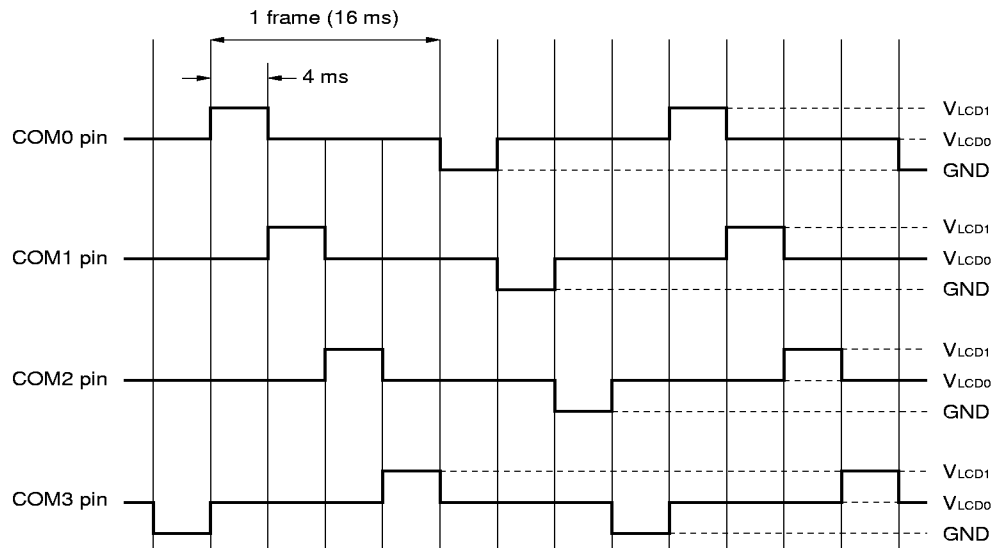 1 frame (16 ms)
4 ms
COM0 pin
VLCD1
VLCD0
GND
COM1 pin
VLCD1
VLCD0
GND
COM2 pin
VLCD1
VLCD0
GND
COM3 pin
VLCD1
VLCD0
GND